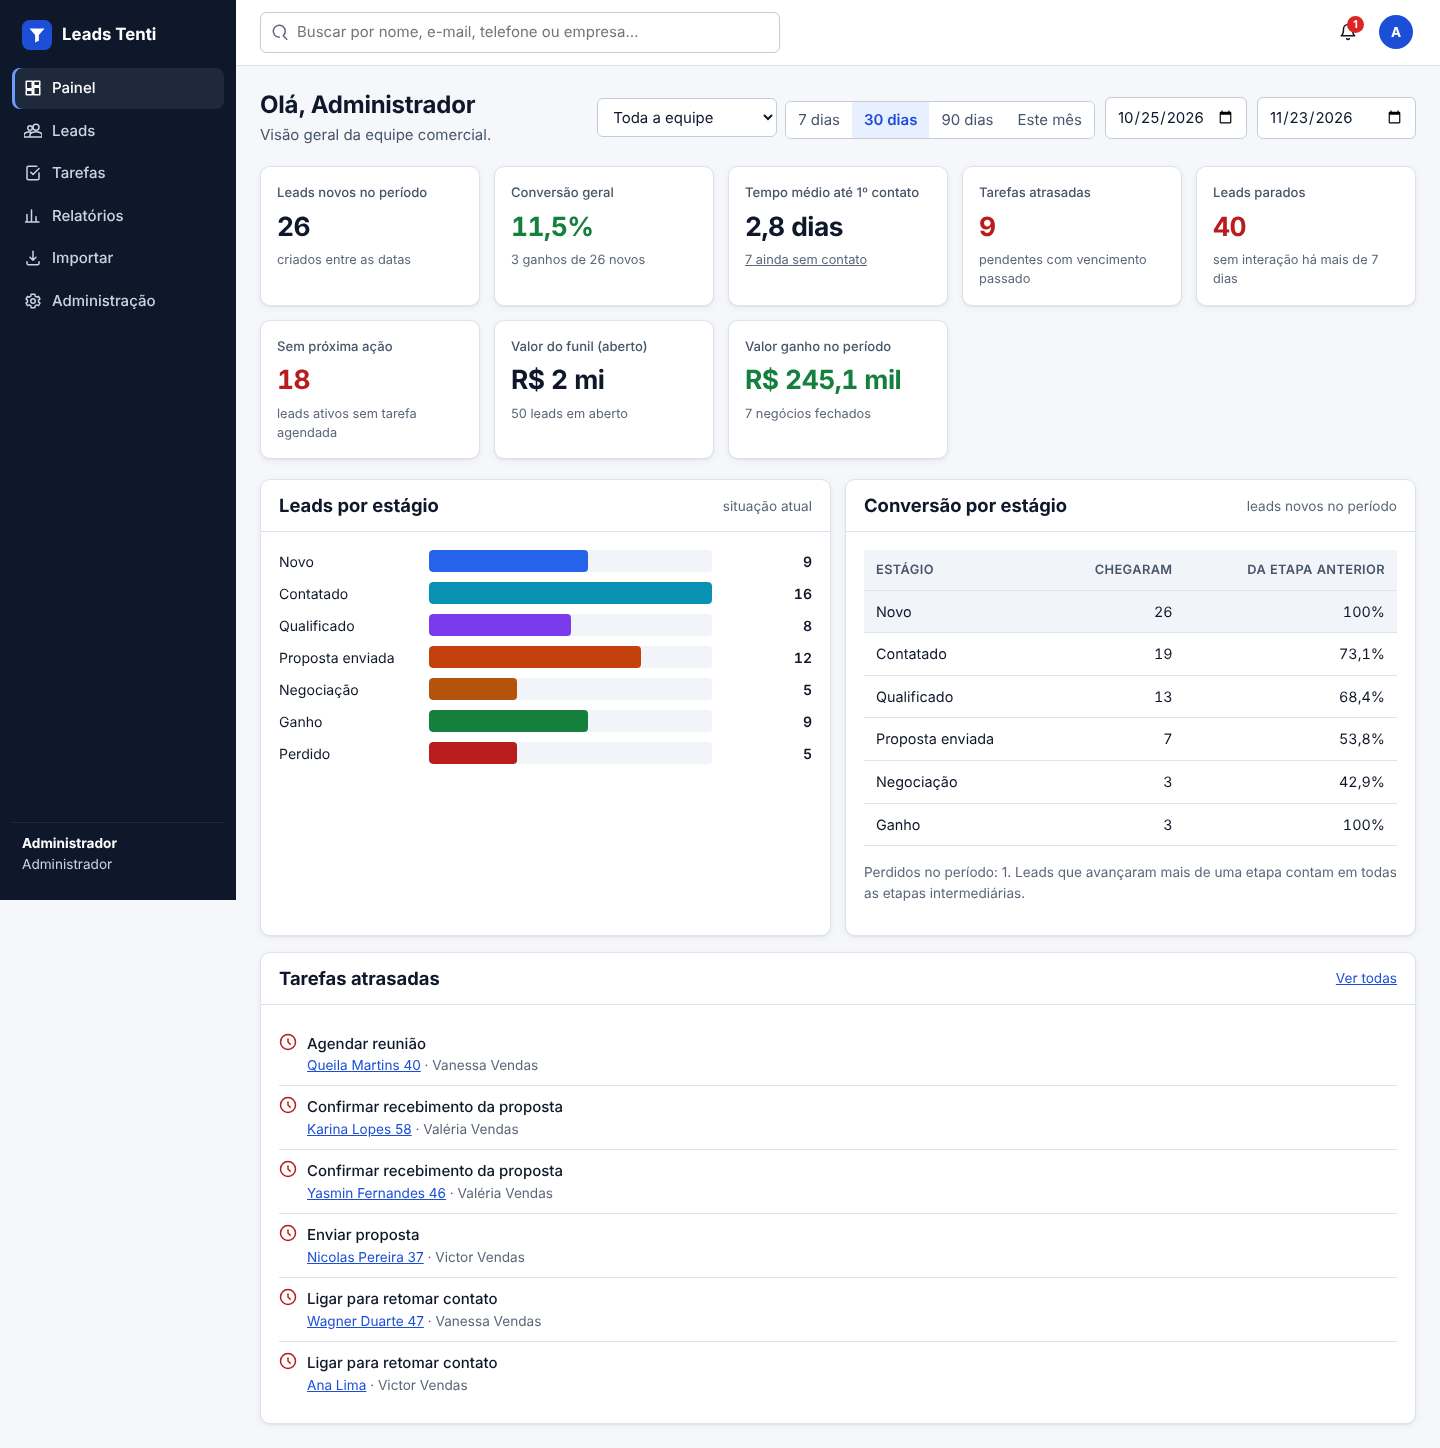 Leads Tenti
Painel
Leads
Tarefas
Relatórios
Importar
Administração
Administrador
Administrador
Buscar por nome, e-mail, telefone ou empresa...
1
A
Olá, Administrador
Visão geral da equipe comercial.
Toda a equipe
7 dias 30 dias 90 dias Este mês
10/25/2026
11/23/2026
Leads novos no período
26
criados entre as datas
Conversão geral
11,5%
3 ganhos de 26 novos
Tempo médio até 1º contato
2,8 dias
7 ainda sem contato
Tarefas atrasadas
9
pendentes com vencimento
passado
Leads parados
40
sem interação há mais de 7
dias
Sem próxima ação
18
leads ativos sem tarefa
agendada
Valor do funil (aberto)
R$ 2 mi
50 leads em aberto
Valor ganho no período
R$ 245,1 mil
7 negócios fechados
Leads por estágio
situação atual
Novo 9
Contatado 16
Qualificado 8
Proposta enviada 12
Negociação 5
Ganho 9
Perdido 5
Conversão por estágio
leads novos no período
ESTÁGIO CHEGARAM DA ETAPA ANTERIOR
Novo 26 100%
Contatado 19 73,1%
Qualificado 13 68,4%
Proposta enviada 7 53,8%
Negociação 3 42,9%
Ganho 3 100%
Perdidos no período: 1. Leads que avançaram mais de uma etapa contam em todas
as etapas intermediárias.
Tarefas atrasadas
Ver todas
Agendar reunião
Queila Martins 40 · Vanessa Vendas
Confirmar recebimento da proposta
Karina Lopes 58 · Valéria Vendas
Confirmar recebimento da proposta
Yasmin Fernandes 46 · Valéria Vendas
Enviar proposta
Nicolas Pereira 37 · Victor Vendas
Ligar para retomar contato
Wagner Duarte 47 · Vanessa Vendas
Ligar para retomar contato
Ana Lima · Victor Vendas